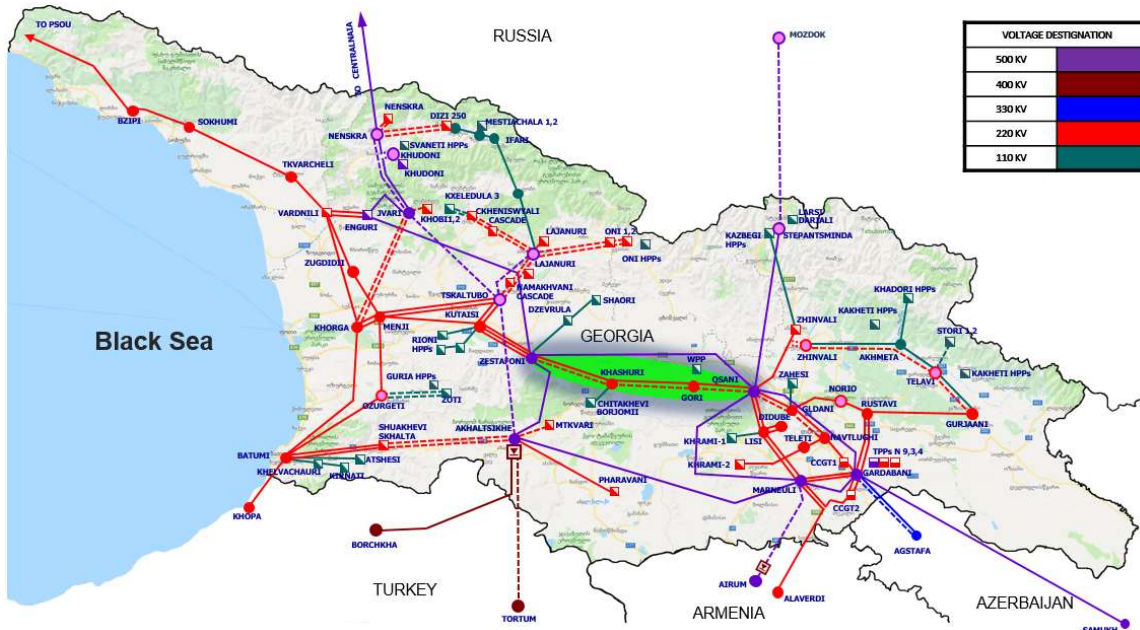 TO PSOU
TO CENTRALNAIA
RUSSIA
MOZDOK
VOLTAGE DESTIGNATION
500 KV
400 KV
330 KV
220 KV
110 KV
BZIPI
SOKHUMI
NENSKRA
DIZI 250
MESTIACHALA 1,2
NENSKRA
IFARI
SVANETI HPPs
KHUDONI
KHUDONI
TKVARCHELI
KXELEDULA 3
VARDNILI
JVARI
ENGURI
KHOBI1,2
CKHENISWYALI
CASCADE
LAJANURI
ONI 1,2
ONI HPPs
LAJANURI
LARSI
DARIALI
KAZBEGI
HPPs
STEPANTSMINDA
ZUGDIDII
NAMAKHVANI
CASCADE
TSKALTUBO
SHAORI
DZEVRULA
KHADORI HPPs
KAKHETI HPPs
STORI 1,2
KHORGA
MENJI
KUTAISI
GEORGIA
ZHINVALI
ZHINVALI
AKHMETA
Black Sea
RIONI
HPPs
ZESTAFONI
WPP
QSANI
ZAHESI
TELAVI
KAKHETI HPPs
GURIA HPPs
KHASHURI
GORI
NORIO
RUSTAVI
OZURGETI
ZOTI
CHITAKHEVI
BORJOMII
DIDUBE
GLDANI
GURJAANI
SHUAKHEVI
SKHALTA
AKHALTSIKHE
MTKVARI
KHRAMI-1
LISI
TELETI
NAVTLUGHI
BATUMI
KHELVACHAURI
ATSHESI
KIRNATI
KHRAMI-2
CCGT1
TPPs N 9,3,4
GARDABANI
PHARAVANI
MARNEULI
CCGT2
KHOPA
BORCHKHA
AGSTAFA
TURKEY
AIRUM
ALAVERDI
TORTUM
ARMENIA
AZERBAIJAN
SAMUKH